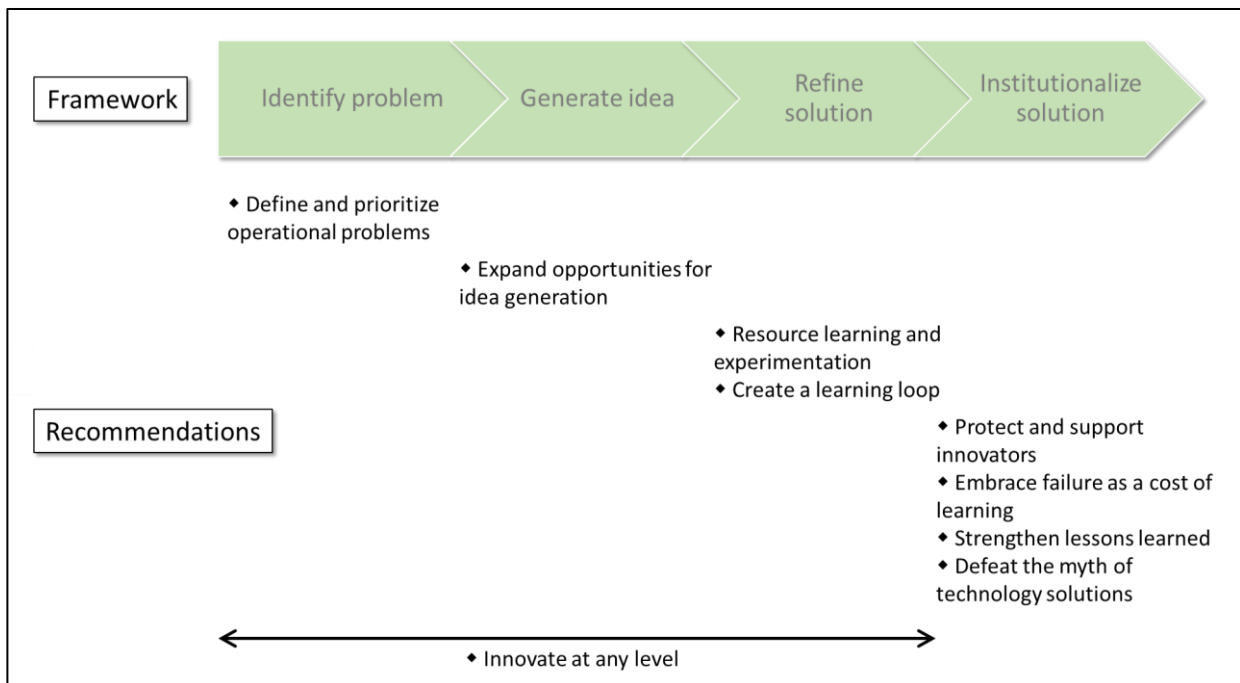 Framework
Identify problem
Generate idea
Refine
solution
Institutionalize
solution
◆ Define and prioritize
operational problems
◆ Expand opportunities for
idea generation
◆ Resource learning and
experimentation
◆ Create a learning loop
Recommendations
◆ Protect and support
innovators
◆ Embrace failure as a cost of
learning
◆ Strengthen lessons learned
◆ Defeat the myth of
technology solutions
◆ Innovate at any level